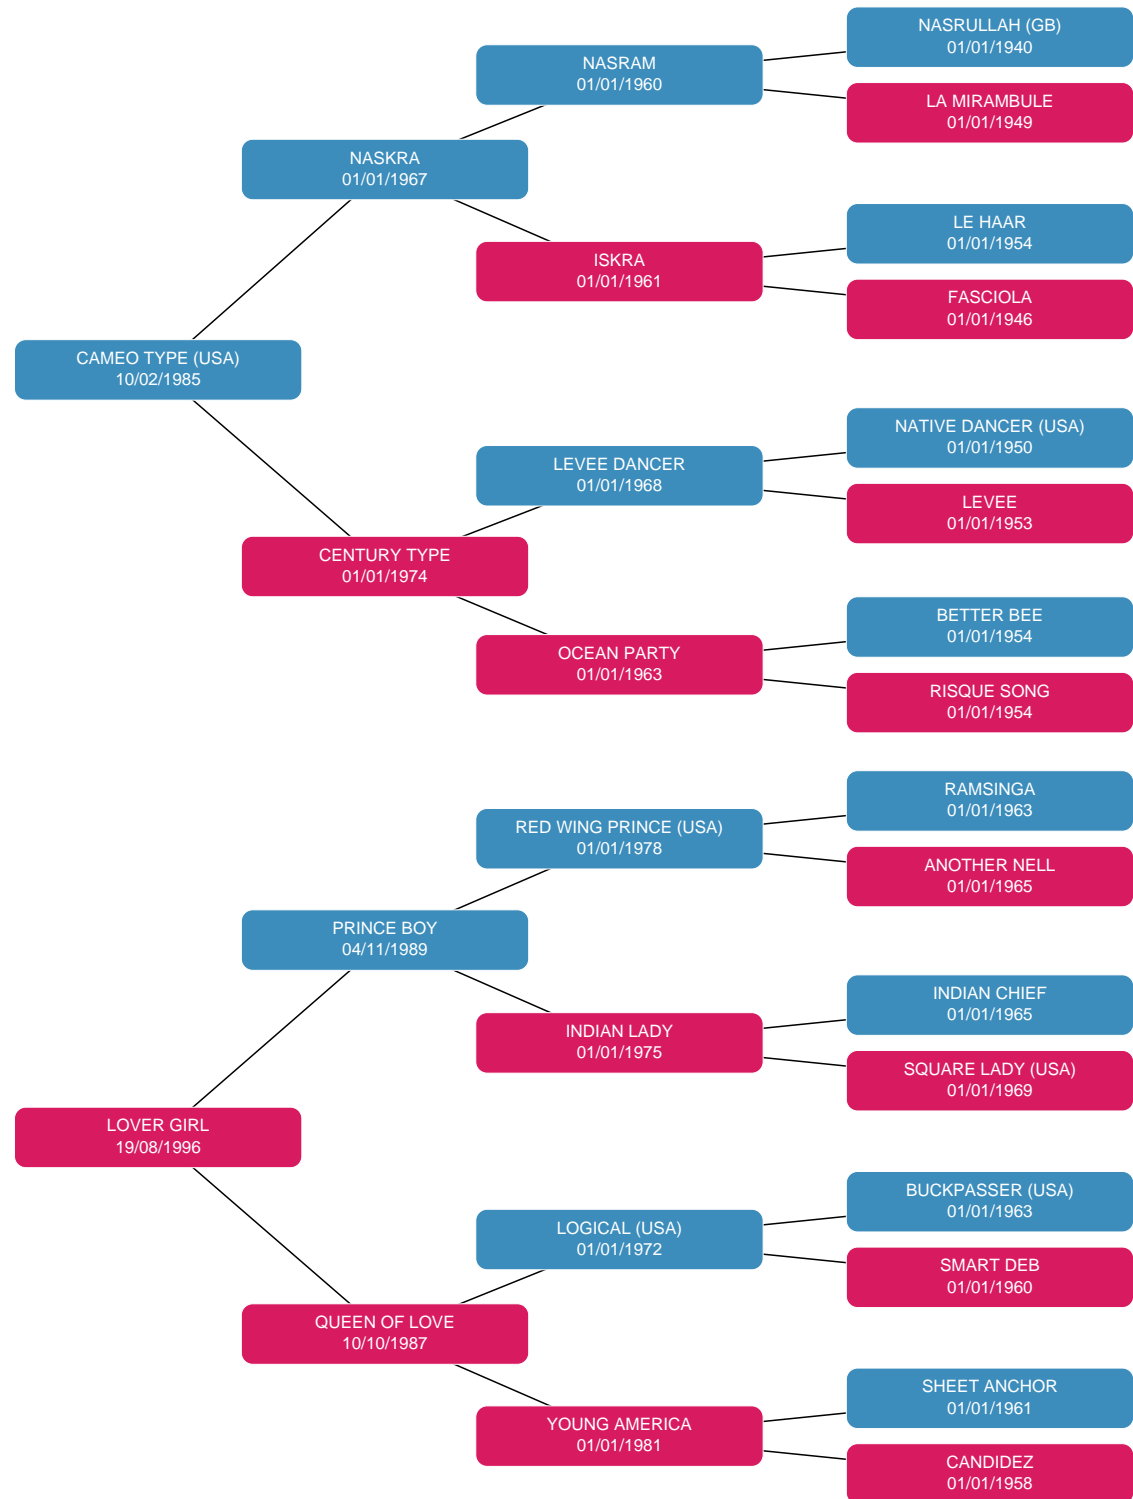 NASRULLAH (GB)
01/01/1940
NASRAM
01/01/1960
LA MIRAMBULE
01/01/1949
NASKRA
01/01/1967
LE HAAR
01/01/1954
ISKRA
01/01/1961
FASCIOLA
01/01/1946
CAMEO TYPE (USA)
10/02/1985
NATIVE DANCER (USA)
01/01/1950
LEVEE DANCER
01/01/1968
LEVEE
01/01/1953
CENTURY TYPE
01/01/1974
BETTER BEE
01/01/1954
OCEAN PARTY
01/01/1963
RISQUE SONG
01/01/1954
RAMSINGA
01/01/1963
RED WING PRINCE (USA)
01/01/1978
ANOTHER NELL
01/01/1965
PRINCE BOY
04/11/1989
INDIAN CHIEF
01/01/1965
INDIAN LADY
01/01/1975
SQUARE LADY (USA)
01/01/1969
LOVER GIRL
19/08/1996
BUCKPASSER (USA)
01/01/1963
LOGICAL (USA)
01/01/1972
SMART DEB
01/01/1960
QUEEN OF LOVE
10/10/1987
SHEET ANCHOR
01/01/1961
YOUNG AMERICA
01/01/1981
CANDIDEZ
01/01/1958